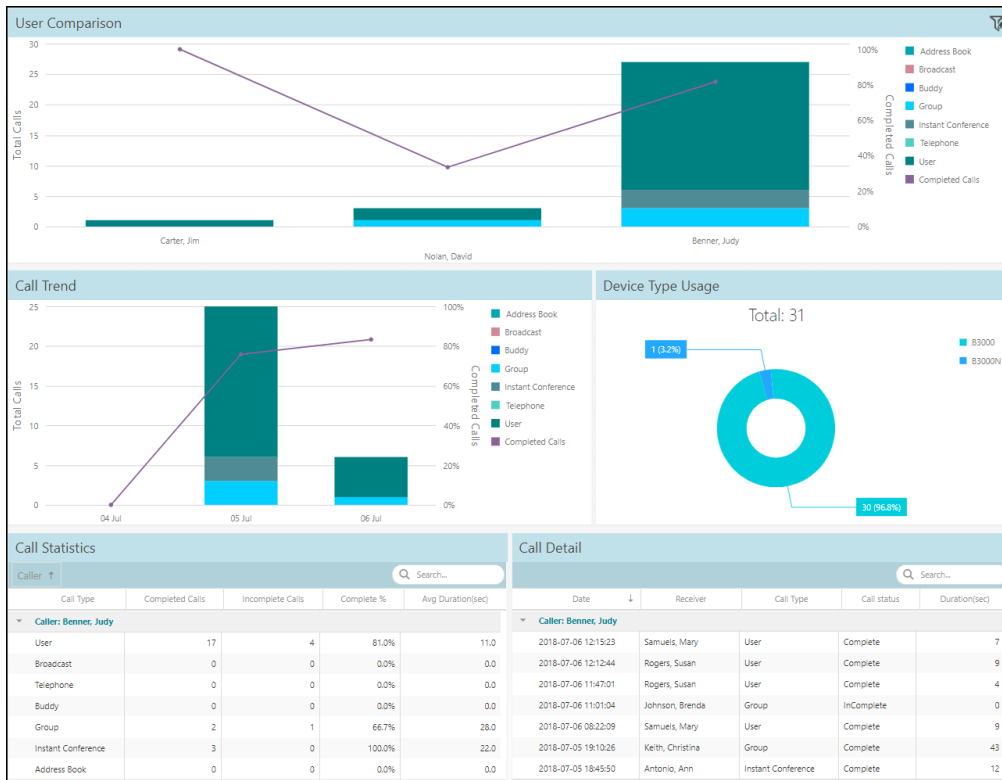 User Comparison
30
25
20
15
10
5
0
Total Calls
Carter, Jim
Nolan, David
Benner, Judy
100%
80%
60%
40%
20%
0%
Completed Calls
Address Book
Broadcast
Buddy
Group
Instant Conference
Telephone
User
Completed Calls
Call Trend
25
20
15
10
5
0
Total Calls
04 Jul
05 Jul
06 Jul
100%
80%
60%
40%
20%
0%
Completed Calls
Address Book
Broadcast
Buddy
Group
Instant Conference
Telephone
User
Completed Calls
Device Type Usage
Total: 31
1 (3.2%)
30 (96.8%)
B3000
B3000N
Call Statistics
Caller ↑ Search...
Call Type Completed Calls Incomplete Calls Complete % Avg Duration(sec)
Caller: Benner, Judy
User 17 4 81.0% 11.0
Broadcast 0 0 0.0% 0.0
Telephone 0 0 0.0% 0.0
Buddy 0 0 0.0% 0.0
Group 2 1 66.7% 28.0
Instant Conference 3 0 100.0% 22.0
Address Book 0 0 0.0% 0.0
Call Detail
Search...
Date ↓ Receiver Call Type Call status Duration(sec)
Caller: Benner, Judy
2018-07-06 12:15:23 Samuels, Mary User Complete 7
2018-07-06 12:12:44 Rogers, Susan User Complete 9
2018-07-06 11:47:01 Rogers, Susan User Complete 4
2018-07-06 11:01:04 Johnson, Brenda Group InComplete 0
2018-07-06 08:22:09 Samuels, Mary User Complete 9
2018-07-05 19:10:26 Keith, Christina Group Complete 43
2018-07-05 18:45:50 Antonio, Ann Instant Conference Complete 12